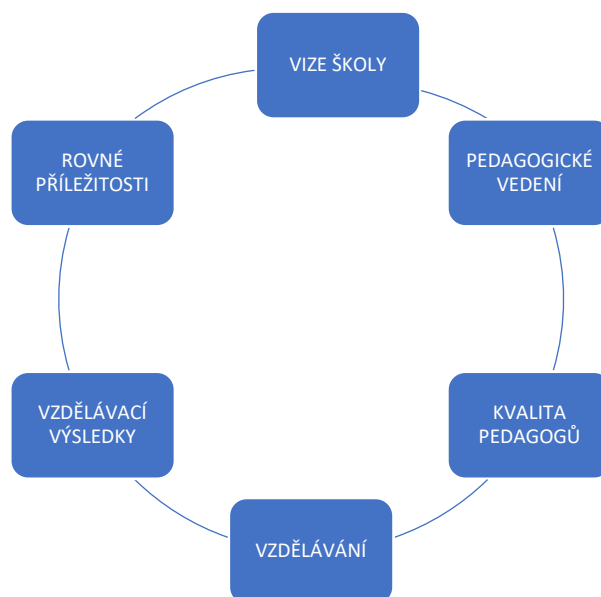 VIZE ŠKOLY
PEDAGOGICKÉ
VEDENÍ
KVALITA
PEDAGOGŮ
VZDĚLÁVÁNÍ
VZDĚLÁVACÍ
VÝSLEDKY
ROVNÉ
PŘÍLEŽITOSTI